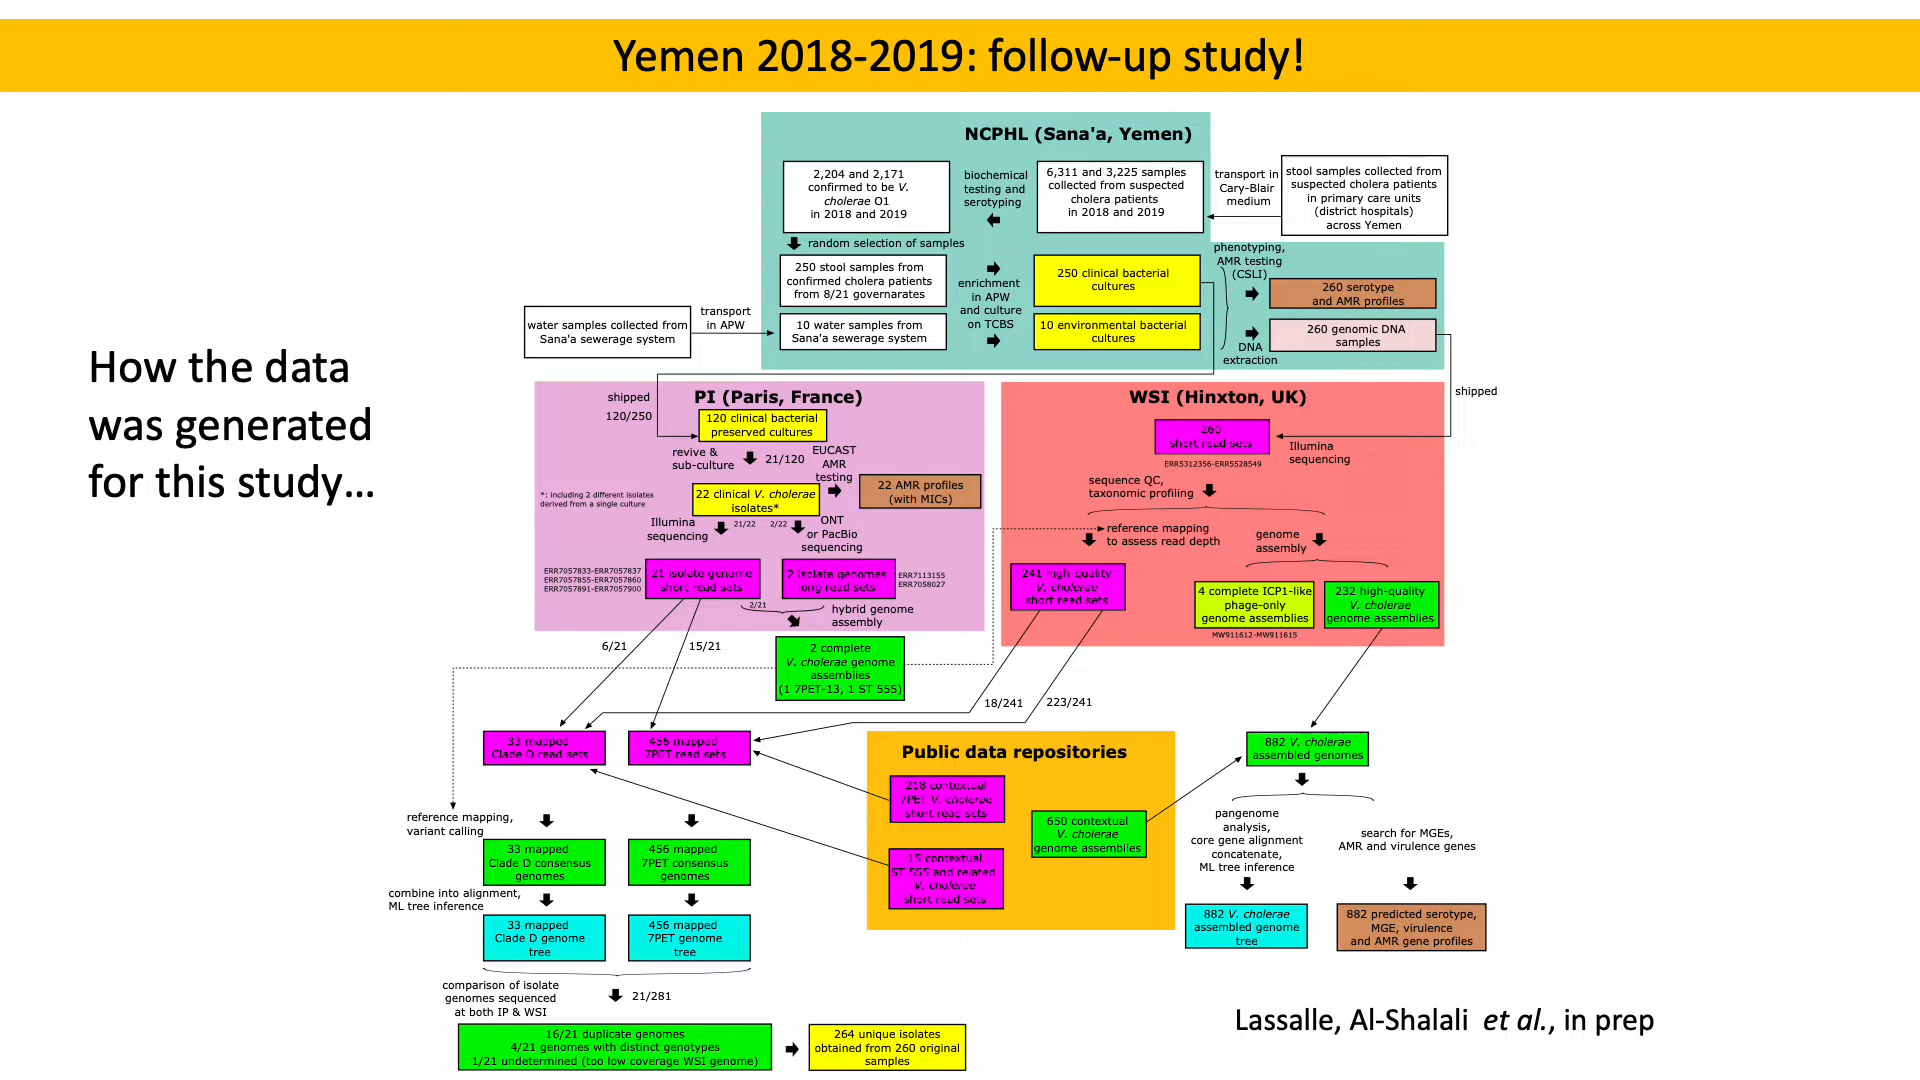 Yemen 2018-2019: follow-up study!
How the data
was generated
for this study...
NCPHL (Sana'a, Yemen)
2,204 and 2,171
confirmed to be V.
cholerae O1
in 2018 and 2019
biochemical
testing and
serotyping
6,311 and 3,225 samples
collected from suspected
cholera patients
in 2018 and 2019
transport in
Cary-Blair
medium
stool samples collected from
suspected cholera patients
in primary care units
(district hospitals)
across Yemen
random selection of samples
250 stool samples from
confirmed cholera patients
from 8/21 governarates
enrichment
in APW
and culture
on TCBS
250 clinical bacterial
cultures
phenotyping,
AMR testing
(CSLI)
260 serotype
and AMR profiles
water samples collected from
Sana'a sewerage system
transport
in APW
10 water samples from
Sana'a sewerage system
10 environmental bacterial
cultures
DNA
extraction
260 genomic DNA
samples
shipped
120/250
PI (Paris, France)
120 clinical bacterial
preserved cultures
revive &
sub-culture
21/120
EUCAST
AMR
testing
*: including 2 different isolates
derived from a single culture
22 clinical V. cholerae
isolates*
22 AMR profiles
(with MICs)
Illumina
sequencing
21/22
2/22
ONT
or PacBio
sequencing
ERR7057833-ERR7057837
ERR7057855-ERR7057860
ERR7057891-ERR7057900
21 isolate genome
short read sets
2 isolate genomes
long read sets
ERR7113155
ERR7058027
2/21
hybrid genome
assembly
WSI (Hinxton, UK)
shipped
260
short read sets
Illumina
sequencing
ERR5312356-ERR5528549
sequence QC,
taxonomic profiling
reference mapping
to assess read depth
genome
assembly
241 high-quality
V. cholerae
short read sets
4 complete ICP1-like
phage-only
genome assemblies
MW911612-MW911615
232 high-quality
V. cholerae
genome assemblies
6/21
15/21
2 complete
V. cholerae genome
assemblies
(1 7PET-13, 1 ST 555)
18/241
223/241
33 mapped
Clade D read sets
456 mapped
7PET read sets
Public data repositories
218 contextual
7PET V. cholerae
short read sets
650 contextual
V. cholerae
genome assemblies
15 contextual
ST 555 and related
V. cholerae
short read sets
882 V. cholerae
assembled genomes
reference mapping,
variant calling
33 mapped
Clade D consensus
genomes
456 mapped
7PET consensus
genomes
pangenome
analysis,
core gene alignment
concatenate,
ML tree inference
search for MGEs,
AMR and virulence genes
combine into alignment,
ML tree inference
33 mapped
Clade D genome
tree
456 mapped
7PET genome
tree
882 V. cholerae
assembled genome
tree
882 predicted serotype,
MGE, virulence
and AMR gene profiles
comparison of isolate
genomes sequenced
at both IP & WSI
21/281
16/21 duplicate genomes
4/21 genomes with distinct genotypes
1/21 undetermined (too low coverage WSI genome)
264 unique isolates
obtained from 260 original
samples
Lassalle, Al-Shalali et al., in prep